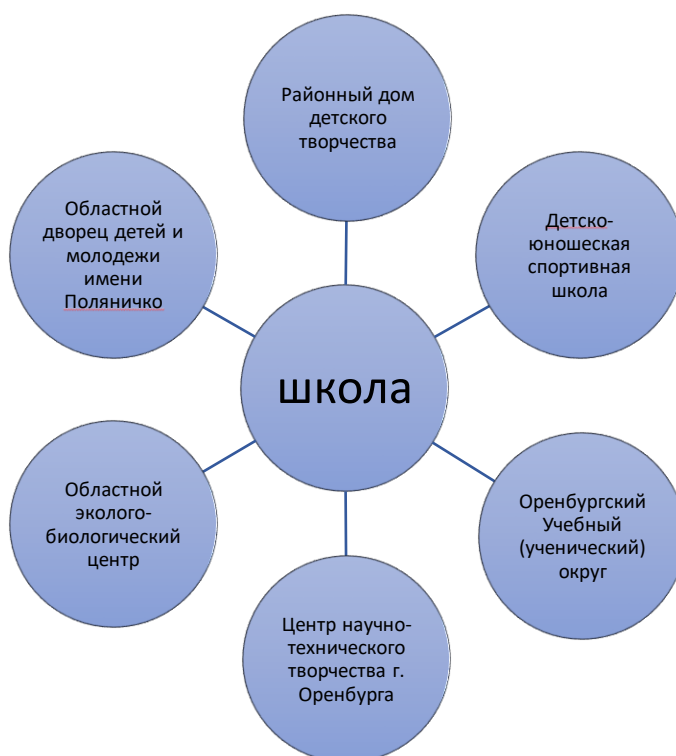 Районный дом
детского
творчества
Областной
дворец детей и
молодежи
имени
Поляничко
Детско-
юношеская
спортивная
школа
школа
Областной
эколого-
биологический
центр
Оренбургский
Учебный
(ученический)
округ
Центр научно-
технического
творчества г.
Оренбурга